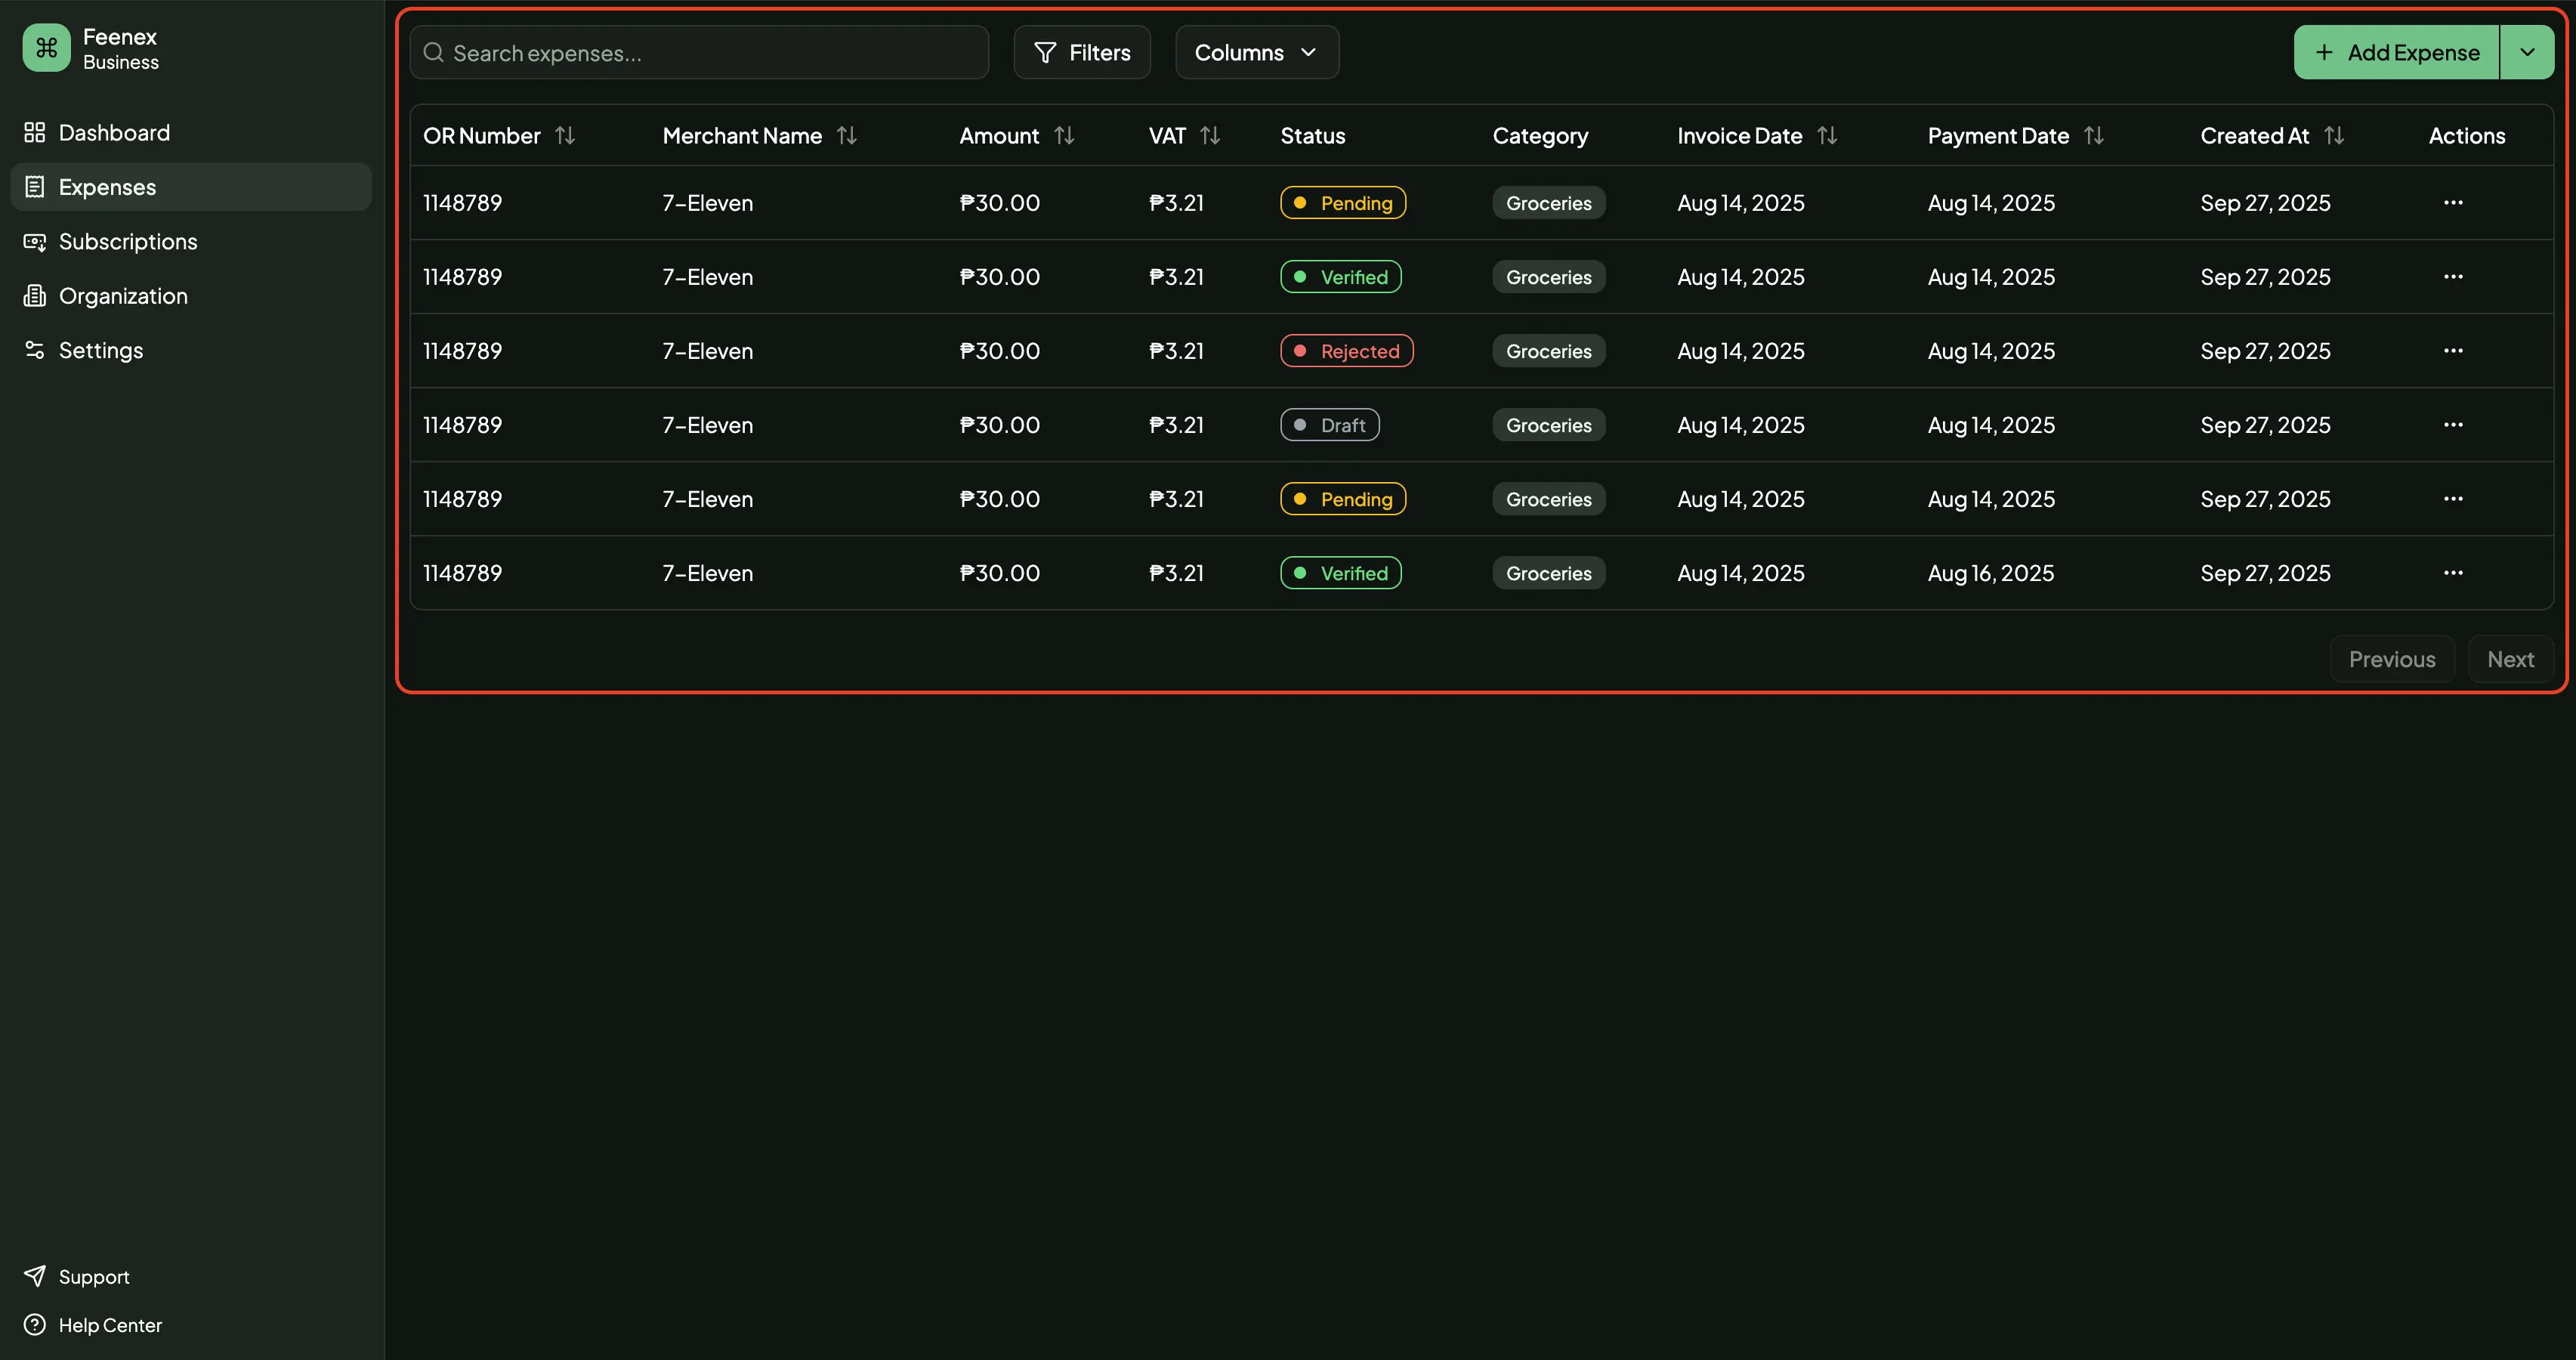 Feenex
Business
Dashboard
Expenses
Subscriptions
Organization
Settings
Support
Help Center
Search expenses...
Filters
Columns
+ Add Expense
OR Number Merchant Name Amount VAT Status Category Invoice Date Payment Date Created At Actions
1148789 7-Eleven ₱30.00 ₱3.21 Pending Groceries Aug 14, 2025 Aug 14, 2025 Sep 27, 2025 ...
1148789 7-Eleven ₱30.00 ₱3.21 Verified Groceries Aug 14, 2025 Aug 14, 2025 Sep 27, 2025 ...
1148789 7-Eleven ₱30.00 ₱3.21 Rejected Groceries Aug 14, 2025 Aug 14, 2025 Sep 27, 2025 ...
1148789 7-Eleven ₱30.00 ₱3.21 Draft Groceries Aug 14, 2025 Aug 14, 2025 Sep 27, 2025 ...
1148789 7-Eleven ₱30.00 ₱3.21 Pending Groceries Aug 14, 2025 Aug 14, 2025 Sep 27, 2025 ...
1148789 7-Eleven ₱30.00 ₱3.21 Verified Groceries Aug 14, 2025 Aug 16, 2025 Sep 27, 2025 ...
Previous Next